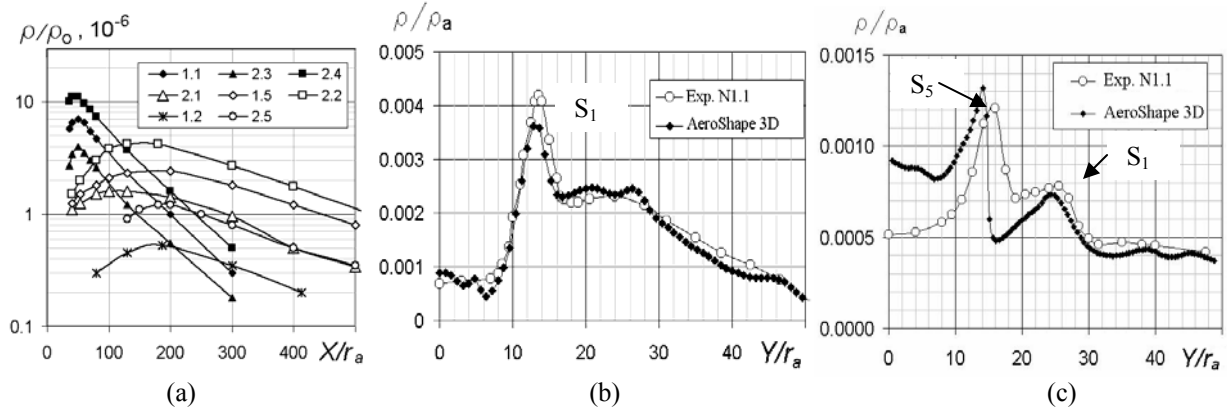 ρ/ρ₀ , 10⁻⁶
10
1
0.1
0 100 200 300 400 X/rₐ
1.1 2.3 2.4
2.1 1.5 2.2
1.2 2.5
(a)
ρ/ρₐ
0.005
0.004
0.003
0.002
0.001
0
0 10 20 30 40 Y/rₐ
S₁
Exp. N1.1
AeroShape 3D
(b)
ρ/ρₐ
0.0015
0.0010
0.0005
0.0000
0 10 20 30 40 Y/rₐ
S₅
S₁
Exp. N1.1
AeroShape 3D
(c)